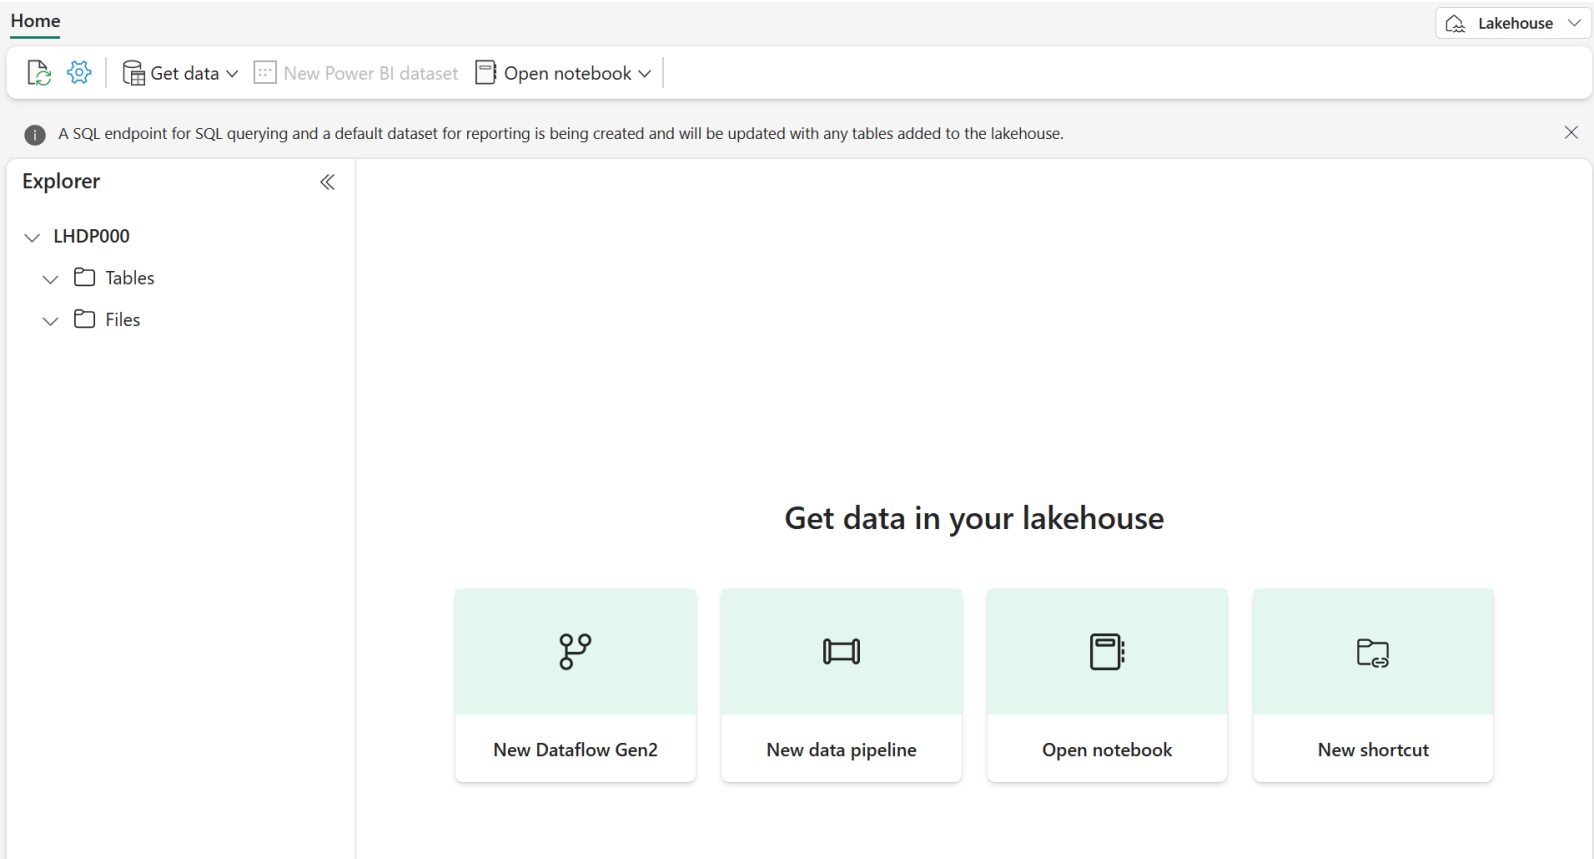 Home
Lakehouse
Get data
New Power BI dataset
Open notebook
A SQL endpoint for SQL querying and a default dataset for reporting is being created and will be updated with any tables added to the lakehouse.
Explorer
LHDP000
Tables
Files
Get data in your lakehouse
New Dataflow Gen2
New data pipeline
Open notebook
New shortcut